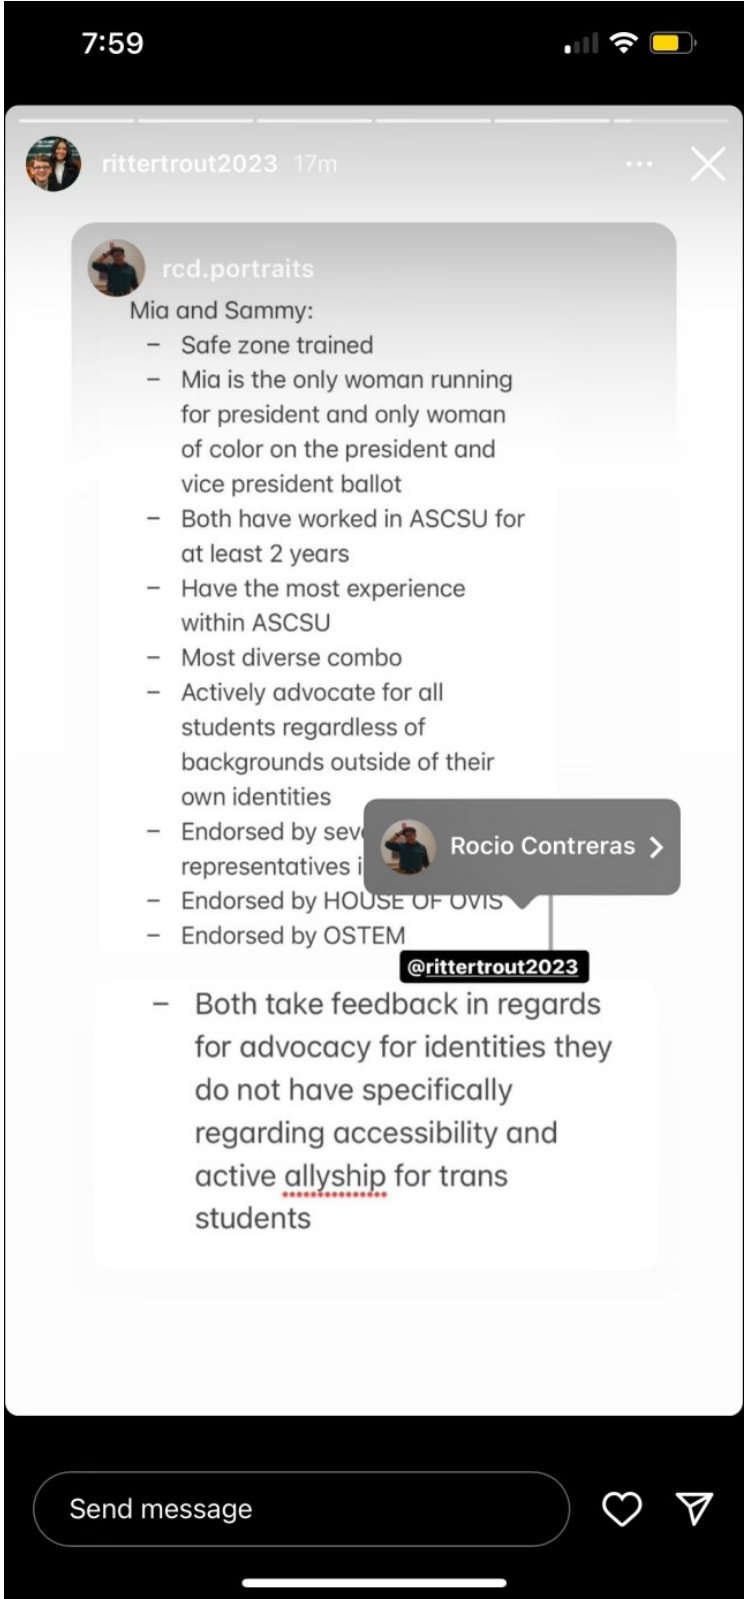 7:59
rittertrout2023 17m
rcd.portraits
Mia and Sammy:
– Safe zone trained
– Mia is the only woman running
for president and only woman
of color on the president and
vice president ballot
– Both have worked in ASCSU for
at least 2 years
– Have the most experience
within ASCSU
– Most diverse combo
– Actively advocate for all
students regardless of
backgrounds outside of their
own identities
– Endorsed by
representatives
Rocio Contreras
– Endorsed by HOUSE OF OVIS
– Endorsed by OSTEM
@rittertrout2023
– Both take feedback in regards
for advocacy for identities they
do not have specifically
regarding accessibility and
active allyship for trans
students
Send message